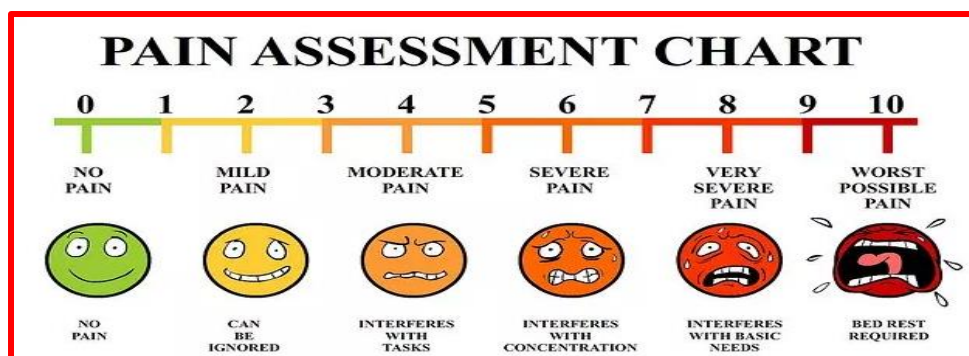 PAIN ASSESSMENT CHART
0 1 2 3 4 5 6 7 8 9 10
NO
PAIN
MILD
PAIN
MODERATE
PAIN
SEVERE
PAIN
VERY
SEVERE
PAIN
WORST
POSSIBLE
PAIN
NO
PAIN
CAN
BE
IGNORED
INTERFERES
WITH
TASKS
INTERFERES
WITH
CONCENTRATION
INTERFERES
WITH BASIC
NEEDS
BED REST
REQUIRED